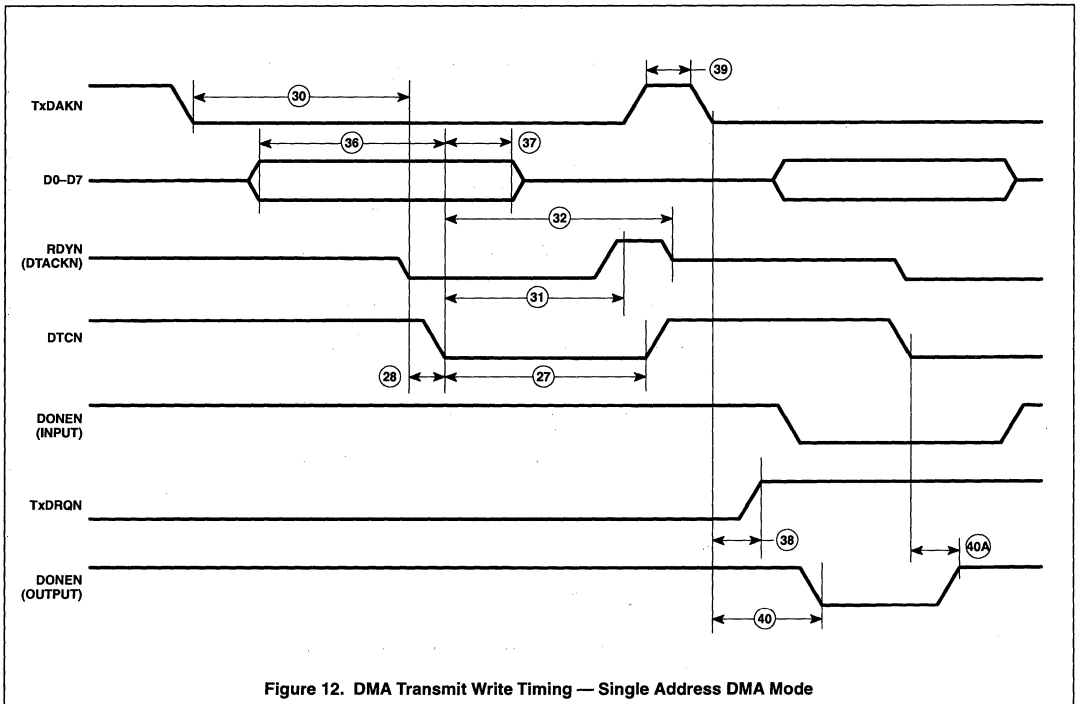 39
TxDAKN
30
36
37
D0–D7
32
RDYN
(DTACKN)
31
DTCN
28
27
DONEN
(INPUT)
TxDRQN
38
40A
DONEN
(OUTPUT)
40
Figure 12. DMA Transmit Write Timing — Single Address DMA Mode